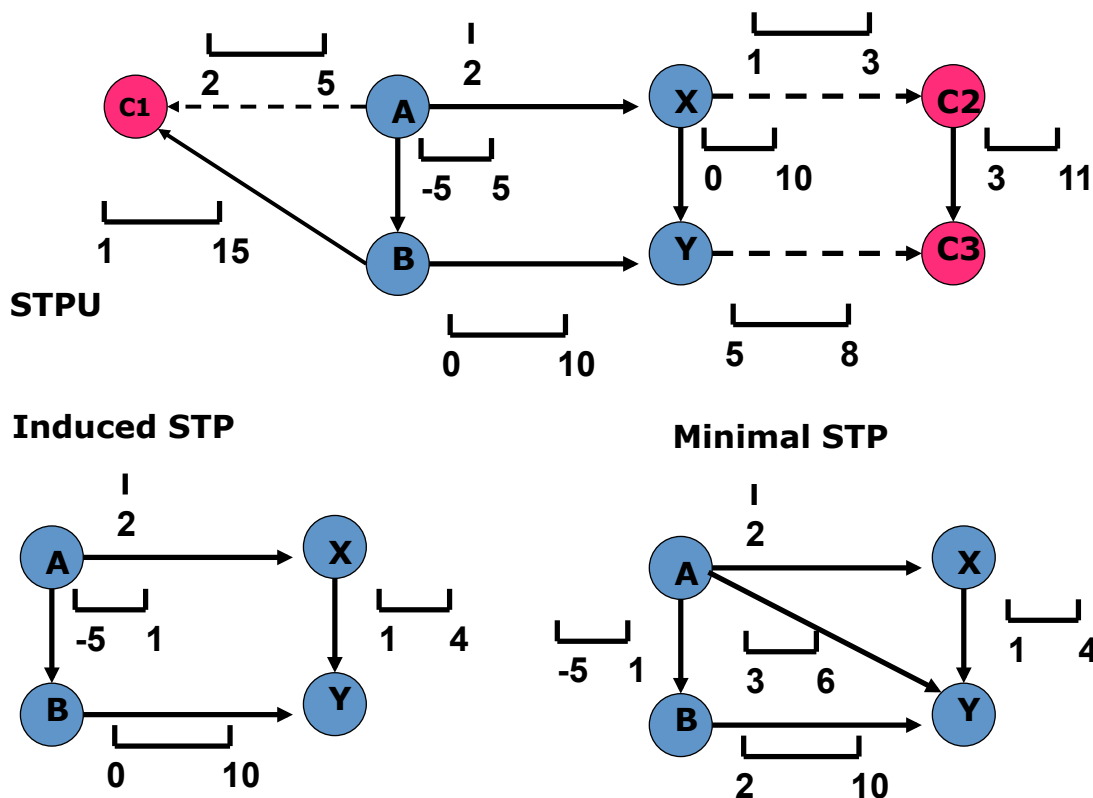 I
2 5 2 1 3
C1 A X C2
-5 5 0 10 3 11
1 15 B Y C3
STPU
0 10 5 8
Induced STP
Minimal STP
I
2
A X
-5 1 1 4
B Y
0 10
I
2
A X
-5 1 3 6 1 4
B Y
2 10